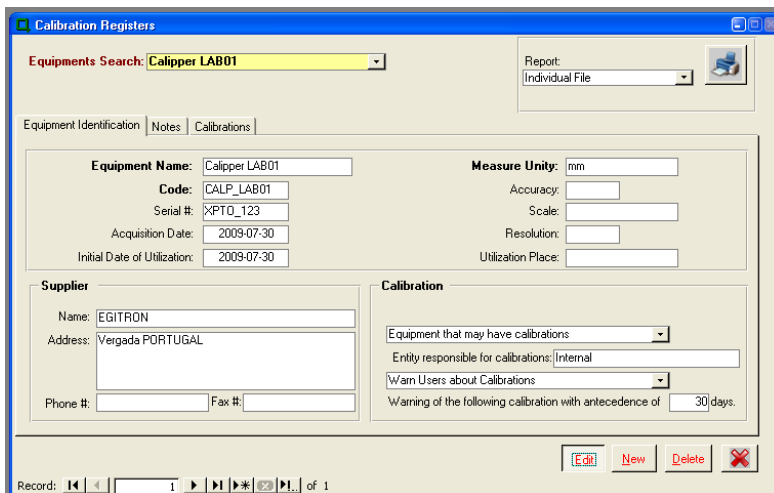 Calibration Registers
Equipments Search: Calipper LAB01
Report:
Individual File
Equipment Identification Notes Calibrations
Equipment Name: Calipper LAB01 Measure Unity: mm
Code: CALP_LAB01 Accuracy:
Serial #: XPTO_123 Scale:
Acquisition Date: 2009-07-30 Resolution:
Initial Date of Utilization: 2009-07-30 Utilization Place:
Supplier Calibration
Name: EGITRON
Equipment that may have calibrations
Address: Vergada PORTUGAL
Entity responsible for calibrations: Internal
Warn Users about Calibrations
Phone #: Fax #: Warning of the following calibration with antecedence of 30 days.
Edit New Delete
Record: 1 of 1